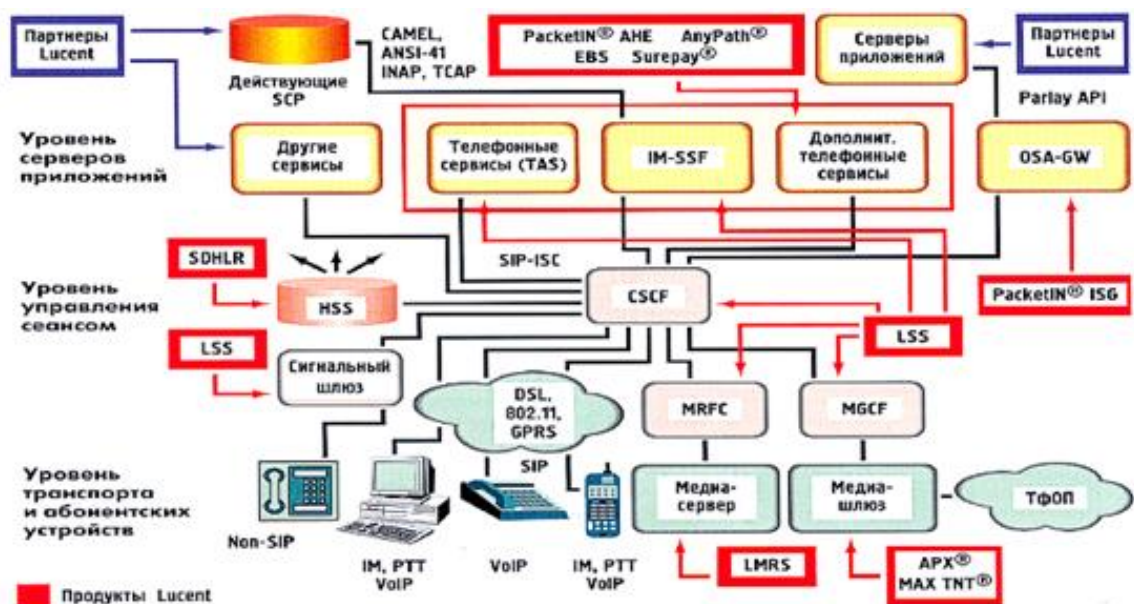 Партнеры
Lucent
Действующие
SCP
CAMEL,
ANSI-41
INAP, TCAP
PacketIN® AHE AnyPath®
EBS Surepay®
Серверы
приложений
Партнеры
Lucent
Parlay API
Уровень
серверов
приложений
Другие
сервисы
Телефонные
сервисы (TAS)
IM-SSF
Дополнит.
телефонные
сервисы
OSA-GW
SDHLR
SIP-ISC
Уровень
управления
сеансом
HSS
CSCF
PacketIN® ISG
LSS
LSS
Сигнальный
шлюз
DSL,
802.11,
GPRS
MRFC
MGCF
SIP
Уровень
транспорта
и абонентских
устройств
Медиа-
сервер
Медиа-
шлюз
ТфОП
Non-SIP
IM, PTT
VoIP
VoIP
IM, PTT
VoIP
LMRS
APX®
MAX TNT®
Продукты Lucent